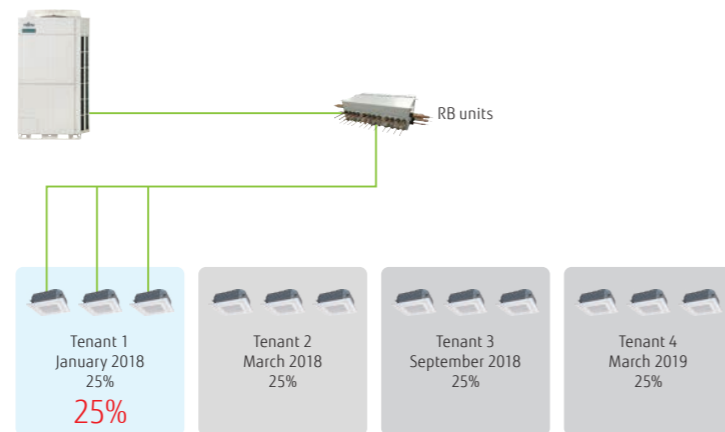 RB units
Tenant 1
January 2018
25%
25%
Tenant 2
March 2018
25%
Tenant 3
September 2018
25%
Tenant 4
March 2019
25%